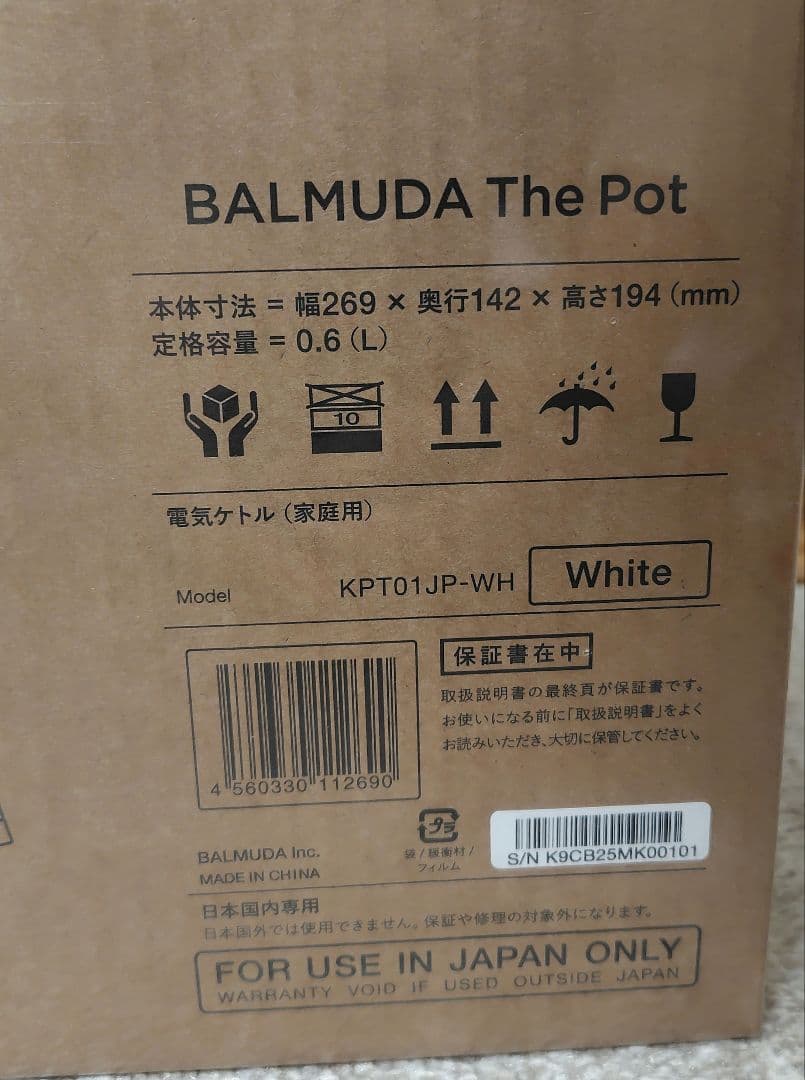 BALMUDA The Pot
本体寸法 = 幅269 × 奥行142 × 高さ194 (mm)
定格容量 = 0.6 (L)
10
電気ケトル (家庭用)
Model KPT01JP-WH White
保証書在中
取扱説明書の最終頁が保証書です。
お使いになる前に「取扱説明書」をよく
お読みいただき、大切に保管してください。
4 560330 112690
プラ
袋 / 緩衝材 /
フィルム
S/N K9CB25MK00101
BALMUDA Inc.
MADE IN CHINA
日本国内専用
日本国外では使用できません。保証や修理の対象外になります。
FOR USE IN JAPAN ONLY
WARRANTY VOID IF USED OUTSIDE JAPAN